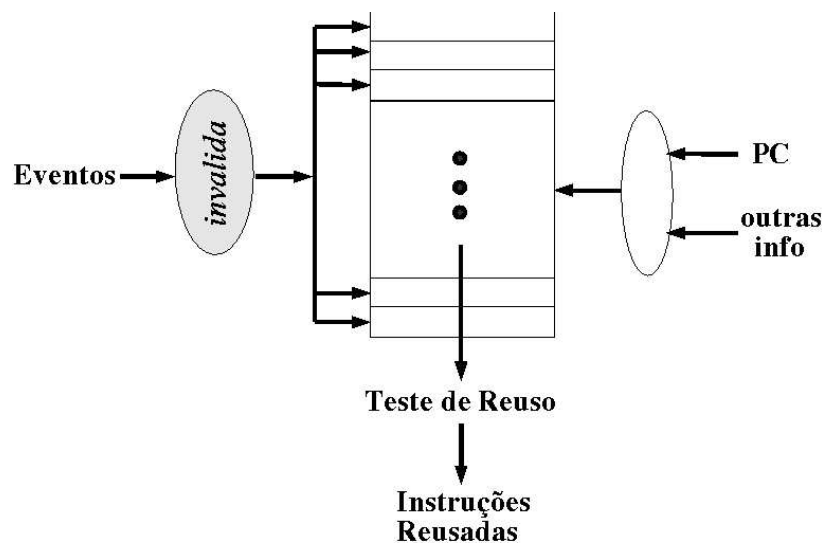 Eventos
invalida
PC
outras
info
Teste de Reuso
Instruções
Reusadas